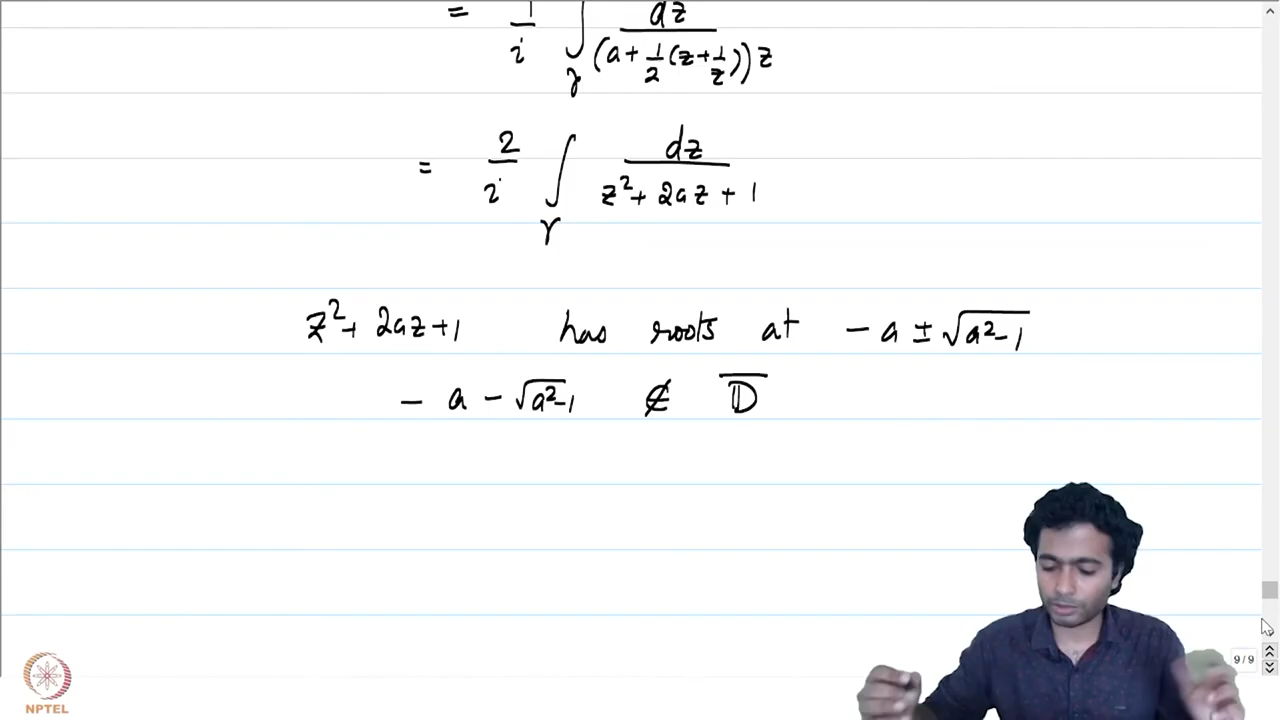 = 1/i ∫_γ dz / (a + 1/2 (z + 1/z)) z
= 2/i ∫_γ dz / z² + 2az + 1
z² + 2az + 1 has roots at - a ± √a²-1
- a - √a²-1 ∉ D̅
9/9
NPTEL